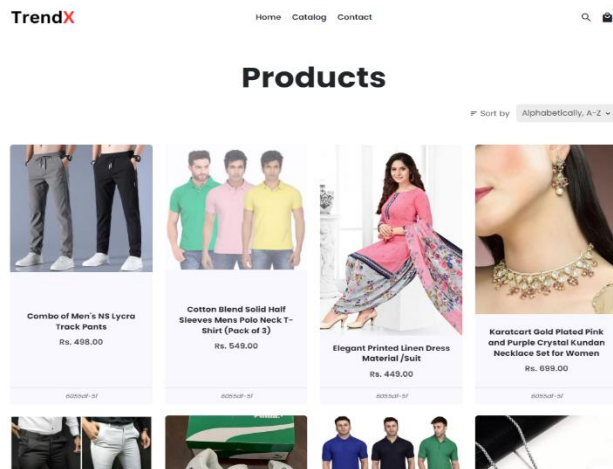 TrendX
Home Catalog Contact
Products
Sort by Alphabetically, A-Z
Combo of Men's NS Lycra
Track Pants
Rs. 498.00
Cotton Blend Solid Half
Sleeves Mens Polo Neck T-
Shirt (Pack of 3)
Rs. 549.00
Elegant Printed Linen Dress
Material /Suit
Rs. 449.00
Karatcart Gold Plated Pink
and Purple Crystal Kundan
Necklace Set for Women
Rs. 699.00